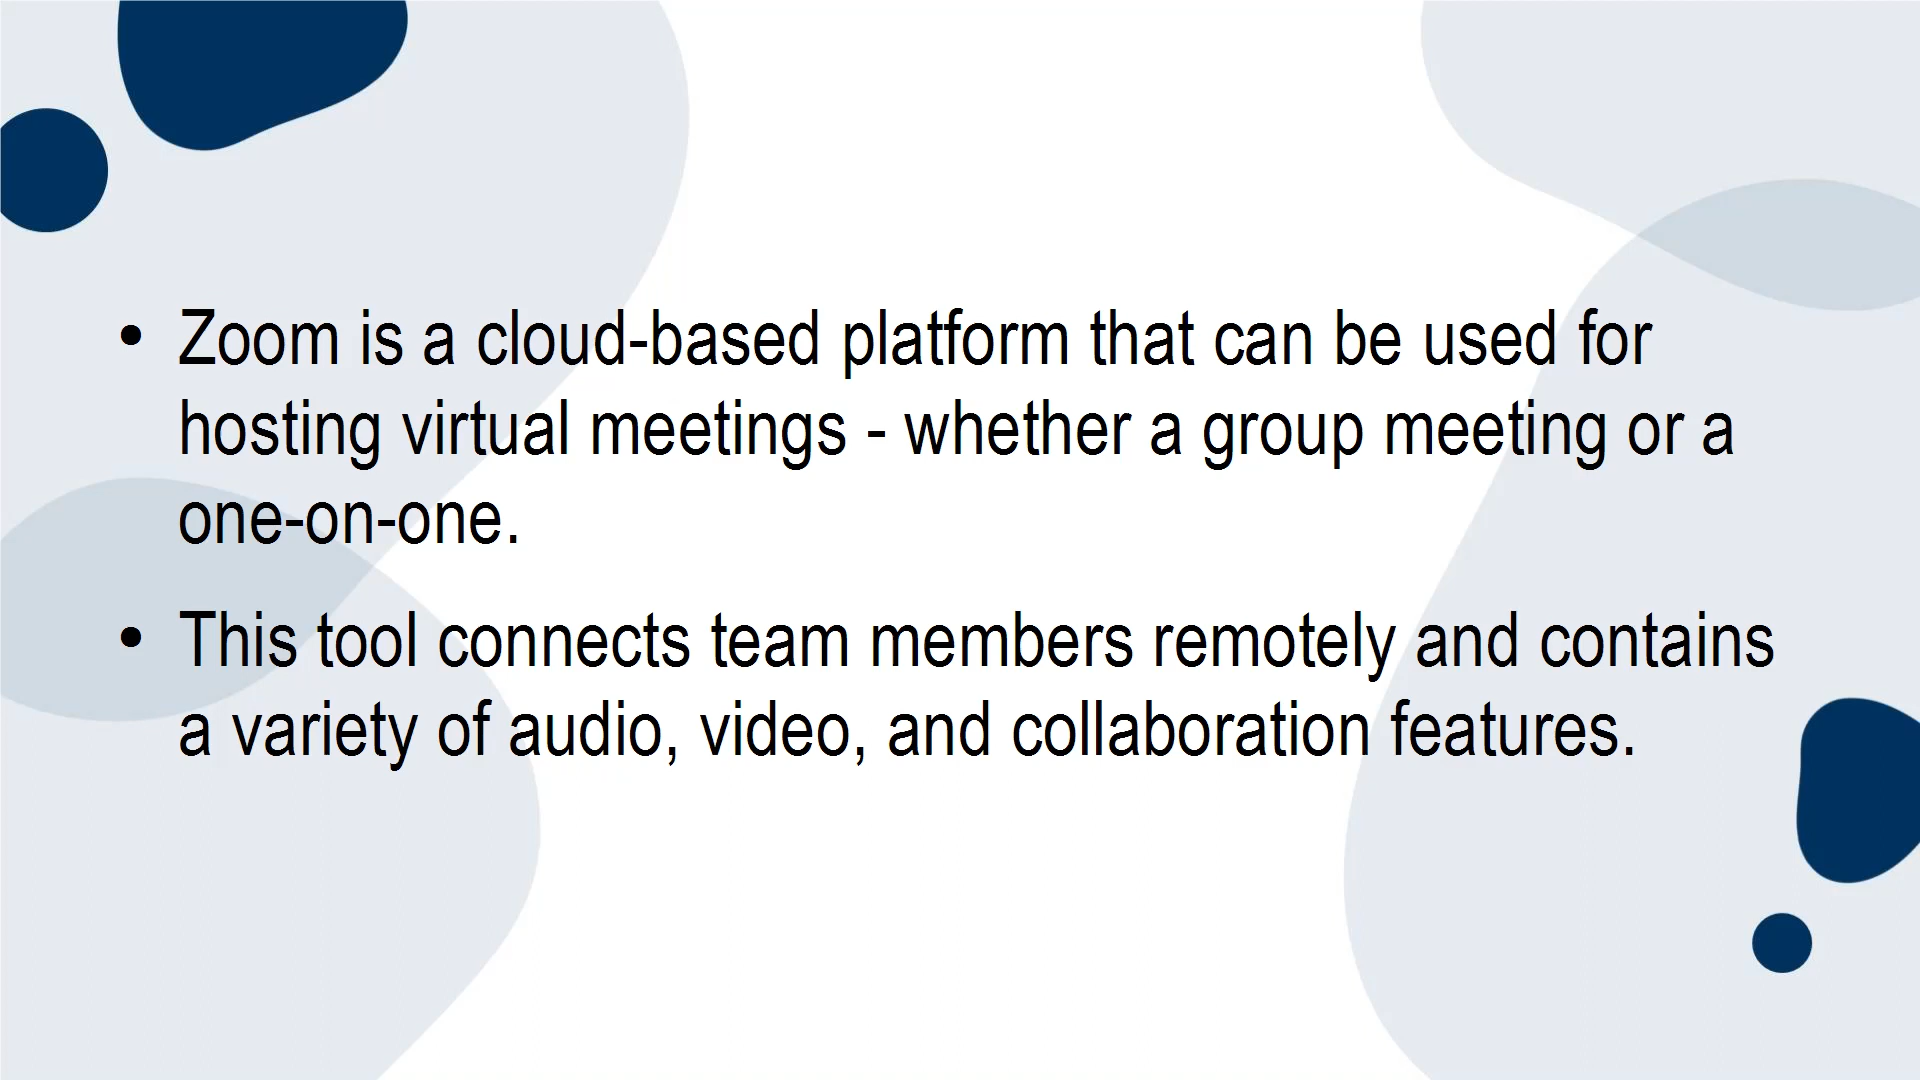 • Zoom is a cloud-based platform that can be used for
hosting virtual meetings - whether a group meeting or a
one-on-one.
• This tool connects team members remotely and contains
a variety of audio, video, and collaboration features.